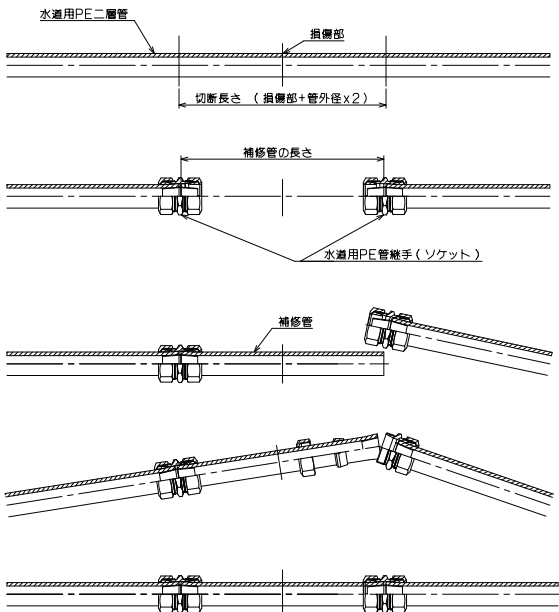 水道用PE二層管
損傷部
切断長さ (損傷部+管外径x2)
補修管の長さ
水道用PE管継手(ソケット)
補修管